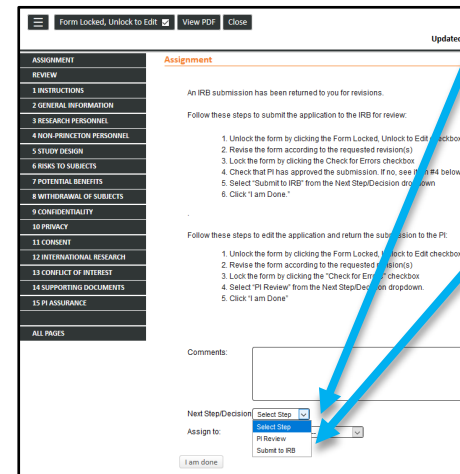 Form Locked, Unlock to Edit View PDF Close
Updated
ASSIGNMENT
REVIEW
1 INSTRUCTIONS
2 GENERAL INFORMATION
3 RESEARCH PERSONNEL
4 NON-PRINCETON PERSONNEL
5 STUDY DESIGN
6 RISKS TO SUBJECTS
7 POTENTIAL BENEFITS
8 WITHDRAWAL OF SUBJECTS
9 CONFIDENTIALITY
10 PRIVACY
11 CONSENT
12 INTERNATIONAL RESEARCH
13 CONFLICT OF INTEREST
14 SUPPORTING DOCUMENTS
15 PI ASSURANCE
ALL PAGES
Assignment
An IRB submission has been returned to you for revisions.
Follow these steps to submit the application to the IRB for review:
1. Unlock the form by clicking the Form Locked, Unlock to Edit checkbox
2. Revise the form according to the requested revision(s)
3. Lock the form by clicking the Check for Errors checkbox
4. Check that PI has approved the submission. If no, see item #4 below
5. Select "Submit to IRB" from the Next Step/Decision dropdown
6. Click "I am Done."
.
Follow these steps to edit the application and return the submission to the PI:
1. Unlock the form by clicking the Form Locked, Unlock to Edit checkbox
2. Revise the form according to the requested revision(s)
3. Lock the form by clicking the "Check for Errors" checkbox
4. Select "PI Review" from the Next Step/Decision dropdown.
5. Click "I am Done"
Comments:
Next Step/Decision Select Step
Select Step
PI Review
Submit to IRB
Assign to:
I am done